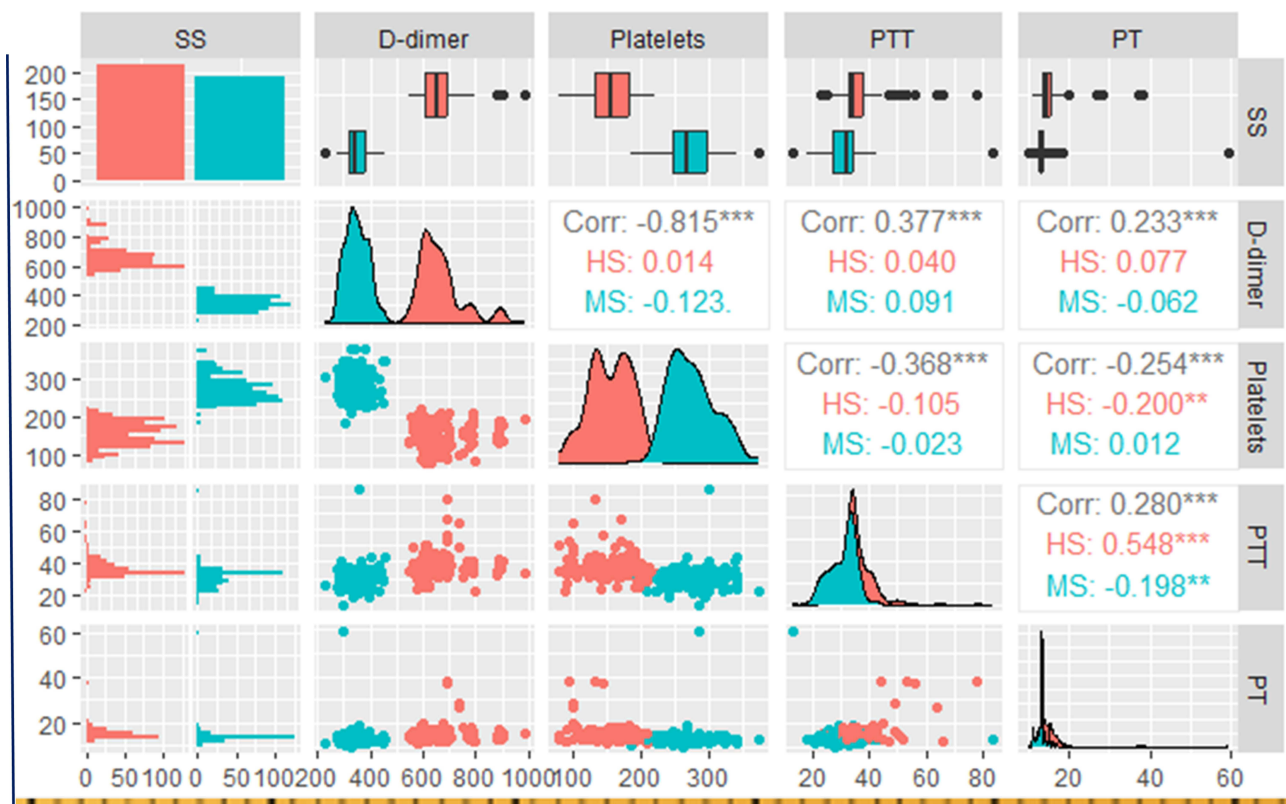 SS D-dimer Platelets PTT PT
200
150
100
50
0
SS
1000
800
600
400
200
Corr: -0.815***
HS: 0.014
MS: -0.123.
Corr: 0.377***
HS: 0.040
MS: 0.091
Corr: 0.233***
HS: 0.077
MS: -0.062
D-dimer
300
200
100
Corr: -0.368***
HS: -0.105
MS: -0.023
Corr: -0.254***
HS: -0.200**
MS: 0.012
Platelets
80
60
40
20
Corr: 0.280***
HS: 0.548***
MS: -0.198**
PTT
60
40
20
PT
0 50 100 0 50 100 200 400 600 800 1000 100 200 300 20 40 60 80 20 40 60